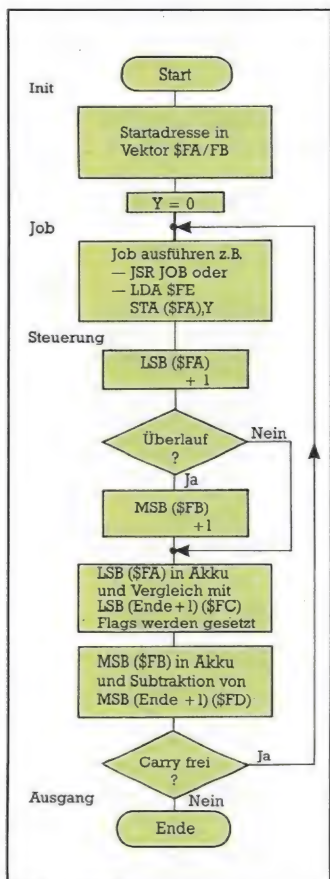 Start
Init
Startadresse in
Vektor $FA/FB
Y = 0
Job
Job ausführen z.B.
— JSR JOB oder
— LDA $FE
STA ($FA),Y
Steuerung
LSB ($FA)
+ 1
Überlauf
?
Nein
Ja
MSB ($FB)
+1
LSB ($FA) in Akku
und Vergleich mit
LSB (Ende+1) ($FC)
Flags werden gesetzt
MSB ($FB) in Akku
und Subtraktion von
MSB (Ende +1) ($FD)
Carry frei
?
Ja
Nein
Ausgang
Ende